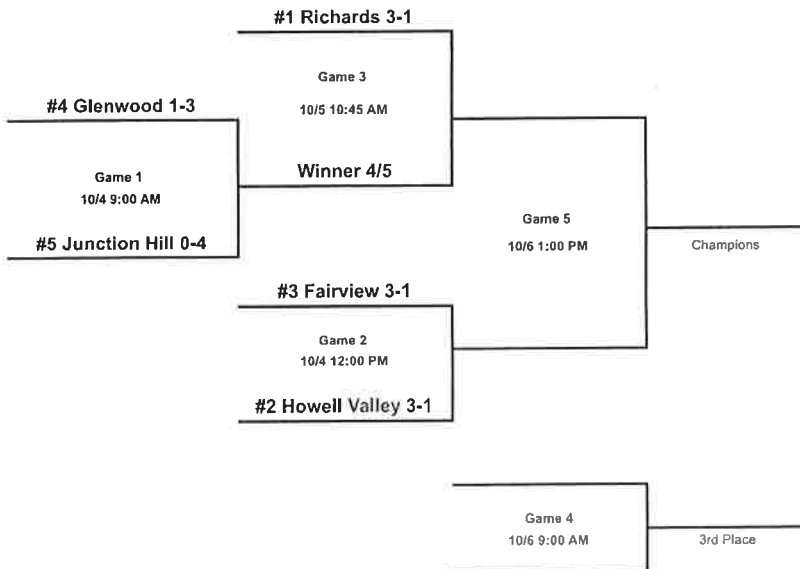 #1 Richards 3-1
Game 3
10/5 10:45 AM
#4 Glenwood 1-3
Winner 4/5
Game 1
10/4 9:00 AM
#5 Junction Hill 0-4
Game 5
10/6 1:00 PM
Champions
#3 Fairview 3-1
Game 2
10/4 12:00 PM
#2 Howell Valley 3-1
Game 4
10/6 9:00 AM
3rd Place